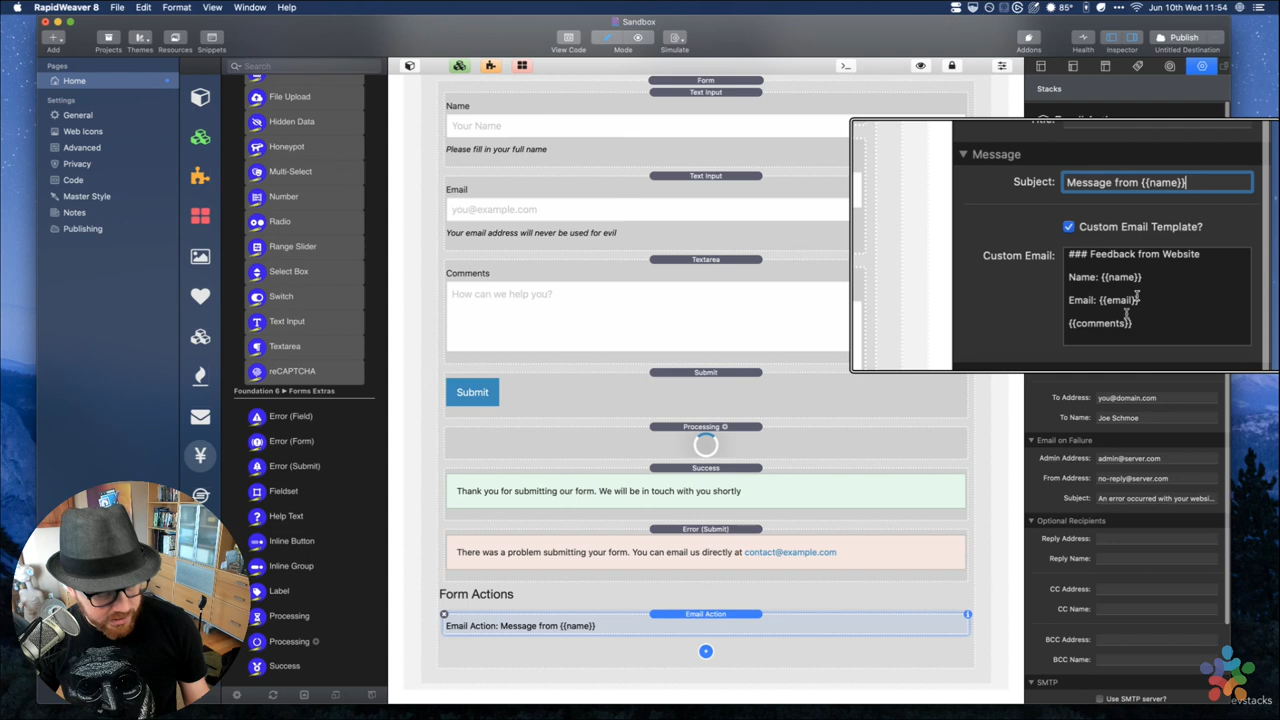 RapidWeaver 8 File Edit Format View Window Help
85° Jun 10th Wed 11:54
Sandbox
Add Projects Themes Resources Snippets
View Code Mode Simulate
Addons Health Inspector Publish
Untitled Destination
Pages
Home
Settings
General
Web Icons
Advanced
Privacy
Code
Master Style
Notes
Publishing
Search
File Upload
Hidden Data
Honeypot
Multi-Select
Number
Radio
Range Slider
Select Box
Switch
Text Input
Textarea
reCAPTCHA
Foundation 6 ▸ Forms Extras
Error (Field)
Error (Form)
Error (Submit)
Fieldset
Help Text
Inline Button
Inline Group
Label
Processing
Processing
Success
Form
Text Input
Name
Your Name
Please fill in your full name
Text Input
Email
you@example.com
Your email address will never be used for evil
Textarea
Comments
How can we help you?
Submit
Submit
Processing
Success
Thank you for submitting our form. We will be in touch with you shortly
Error (Submit)
There was a problem submitting your form. You can email us directly at contact@example.com
Form Actions
Email Action
Email Action: Message from {{name}}
Stacks
Message
Subject: Message from {{name}}
Custom Email Template?
Custom Email: ### Feedback from Website
Name: {{name}}
Email: {{email}}
{{comments}}
To Address: you@domain.com
To Name: Joe Schmoe
Email on Failure
Admin Address: admin@server.com
From Address: no-reply@server.com
Subject: An error occurred with your websi...
Optional Recipients
Reply Address:
Reply Name:
CC Address:
CC Name:
BCC Address:
BCC Name:
SMTP
Use SMTP server?
evstacks